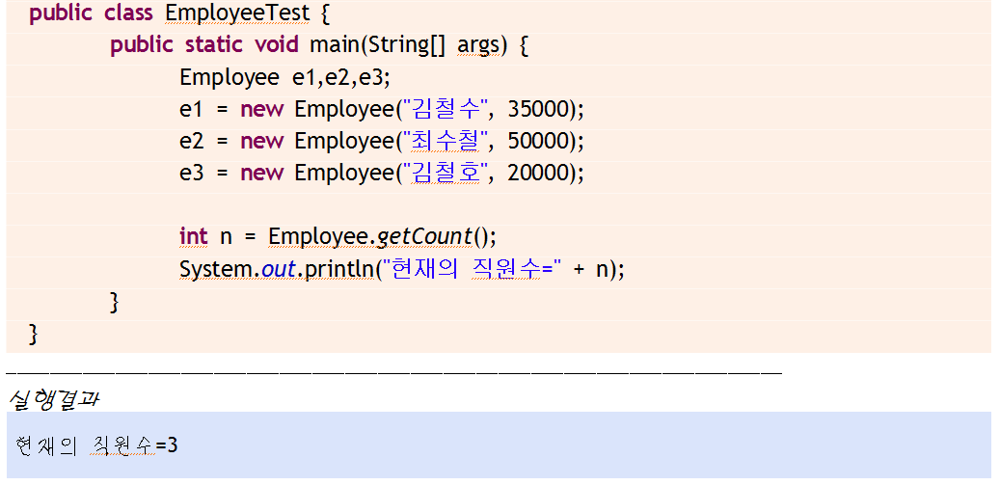 public class EmployeeTest {
public static void main(String[] args) {
Employee e1,e2,e3;
e1 = new Employee("김철수", 35000);
e2 = new Employee("최수철", 50000);
e3 = new Employee("김철호", 20000);
int n = Employee.getCount();
System.out.println("현재의 직원수=" + n);
}
}
실행결과
현재의 직원수=3